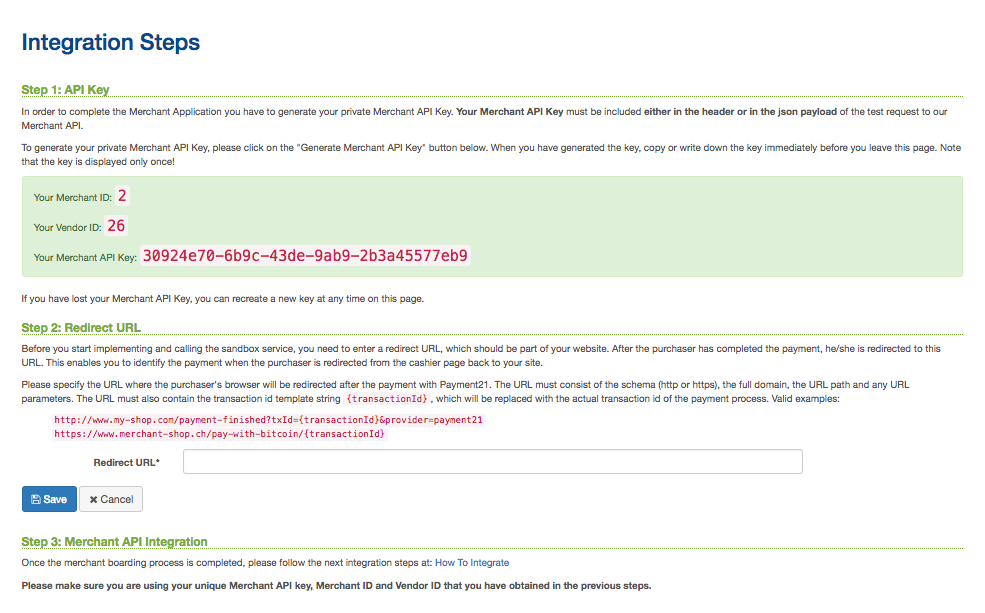 Integration Steps
Step 1: API Key
In order to complete the Merchant Application you have to generate your private Merchant API Key. Your Merchant API Key must be included either in the header or in the json payload of the test request to our
Merchant API.
To generate your private Merchant API Key, please click on the "Generate Merchant API Key" button below. When you have generated the key, copy or write down the key immediately before you leave this page. Note
that the key is displayed only once!
Your Merchant ID: 2
Your Vendor ID: 26
Your Merchant API Key: 30924e70-6b9c-43de-9ab9-2b3a45577eb9
If you have lost your Merchant API Key, you can recreate a new key at any time on this page.
Step 2: Redirect URL
Before you start implementing and calling the sandbox service, you need to enter a redirect URL, which should be part of your website. After the purchaser has completed the payment, he/she is redirected to this
URL. This enables you to identify the payment when the purchaser is redirected from the cashier page back to your site.
Please specify the URL where the purchaser's browser will be redirected after the payment with Payment21. The URL must consist of the schema (http or https), the full domain, the URL path and any URL
parameters. The URL must also contain the transaction id template string {transactionId} , which will be replaced with the actual transaction id of the payment process. Valid examples:
http://www.my-shop.com/payment-finished?txId={transactionId}&provider=payment21
https://www.merchant-shop.ch/pay-with-bitcoin/{transactionId}
Redirect URL*
Save Cancel
Step 3: Merchant API Integration
Once the merchant boarding process is completed, please follow the next integration steps at: How To Integrate
Please make sure you are using your unique Merchant API key, Merchant ID and Vendor ID that you have obtained in the previous steps.